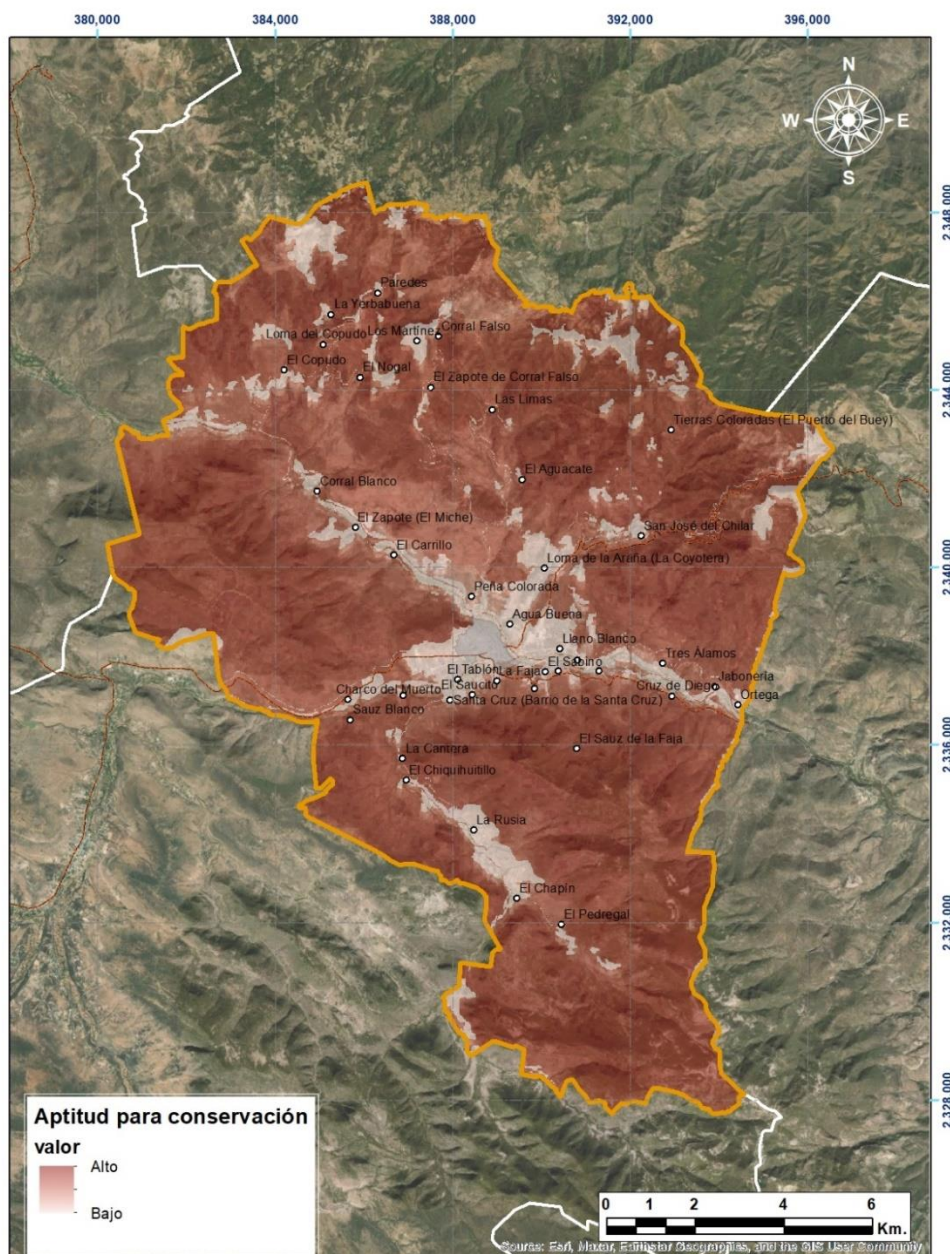 380,000 384,000 388,000 392,000 396,000
N
W E
S
2,348,000
Paredes
La Yerbabuena
Los Martínez Corral Falso
Loma del Copudo
El Copudo
El Nogal
El Zapote de Corral Falso
2,344,000
Las Limas
Tierras Coloradas (El Puerto del Buey)
El Aguacate
Corral Blanco
El Zapote (El Miche)
San José del Chilar
El Carrillo
Loma de la Araña (La Coyotera)
2,340,000
Peña Colorada
Agua Buena
Llano Blanco
El Tablón La Faja El Sabino
Tres Álamos
Charco del Muerto El Saucito
Cruz de Diego Jabonería
Santa Cruz (Barrio de la Santa Cruz)
Ortega
Sauz Blanco
El Sauz de la Faja
2,336,000
La Cantera
El Chiquihuitillo
La Rusia
El Chapín
2,332,000
El Pedregal
2,328,000
Aptitud para conservación
valor
Alto
Bajo
0 1 2 4 6
Km.
Source: Esri, Maxar, Earthstar Geographics, and the GIS User Community